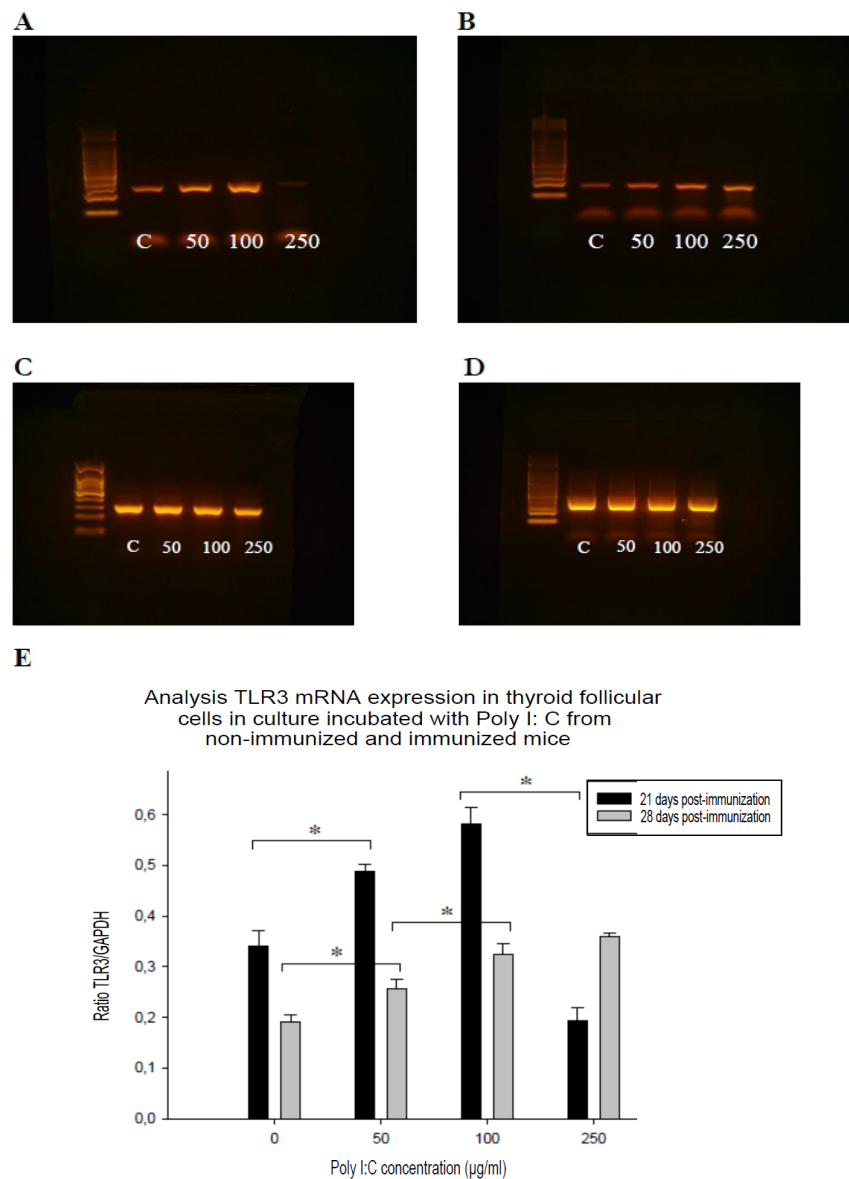 A
B
C 50 100 250
C 50 100 250
C
D
C 50 100 250
C 50 100 250
E
Analysis TLR3 mRNA expression in thyroid follicular
cells in culture incubated with Poly I: C from
non-immunized and immunized mice
*
21 days post-immunization
28 days post-immunization
*
*
*
Ratio TLR3/GAPDH
0,6
0,5
0,4
0,3
0,2
0,1
0,0
0 50 100 250
Poly I:C concentration (µg/ml)